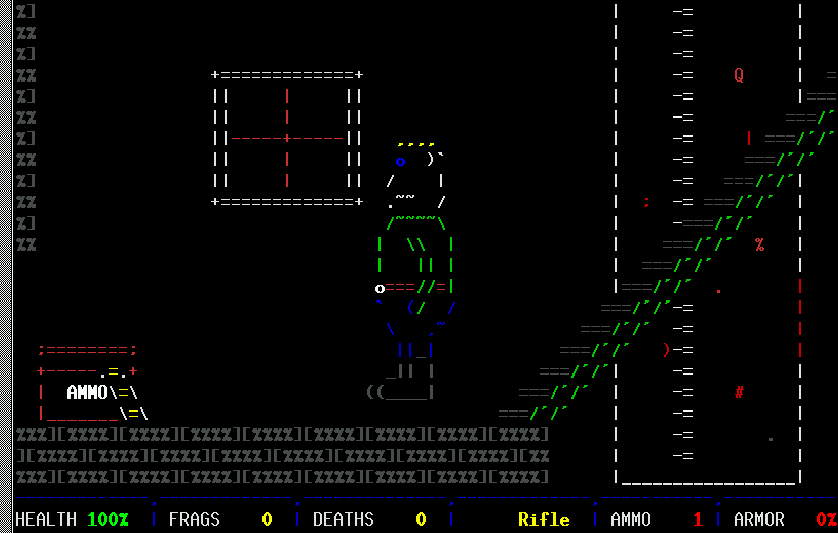 AMMO
HEALTH 100% FRAGS 0 DEATHS 0 Rifle AMMO 1 ARMOR 0%